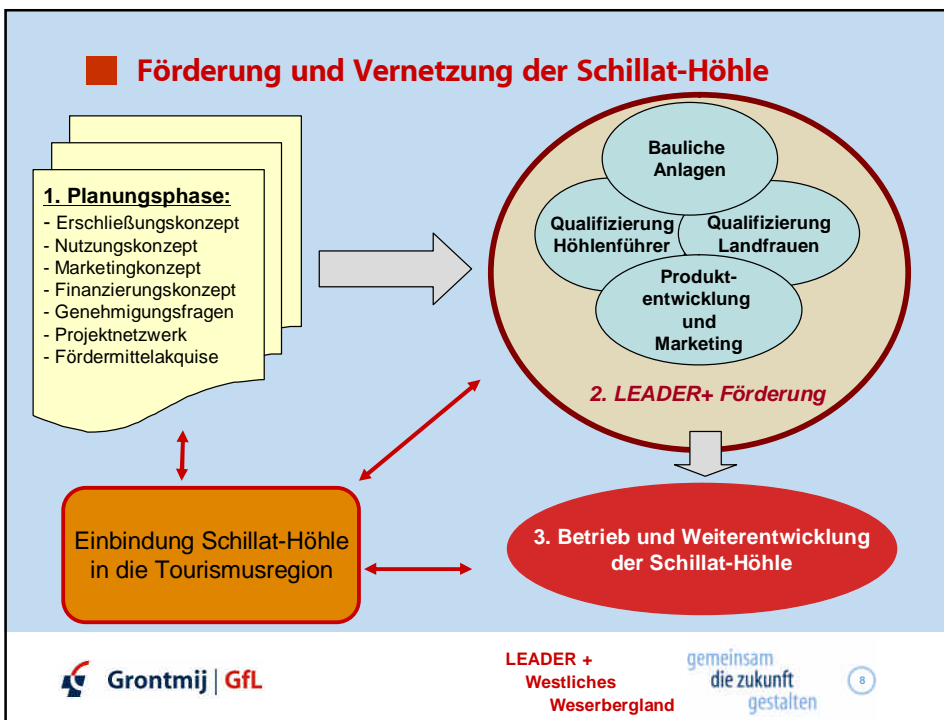 Förderung und Vernetzung der Schillat-Höhle
1. Planungsphase:
- Erschließungskonzept
- Nutzungskonzept
- Marketingkonzept
- Finanzierungskonzept
- Genehmigungsfragen
- Projektnetzwerk
- Fördermittelakquise
Bauliche
Anlagen
Qualifizierung
Höhlenführer
Qualifizierung
Landfrauen
Produkt-
entwicklung
und
Marketing
2. LEADER+ Förderung
Einbindung Schillat-Höhle
in die Tourismusregion
3. Betrieb und Weiterentwicklung
der Schillat-Höhle
Grontmij | GfL
LEADER +
Westliches
Weserbergland
gemeinsam
die zukunft
gestalten
8